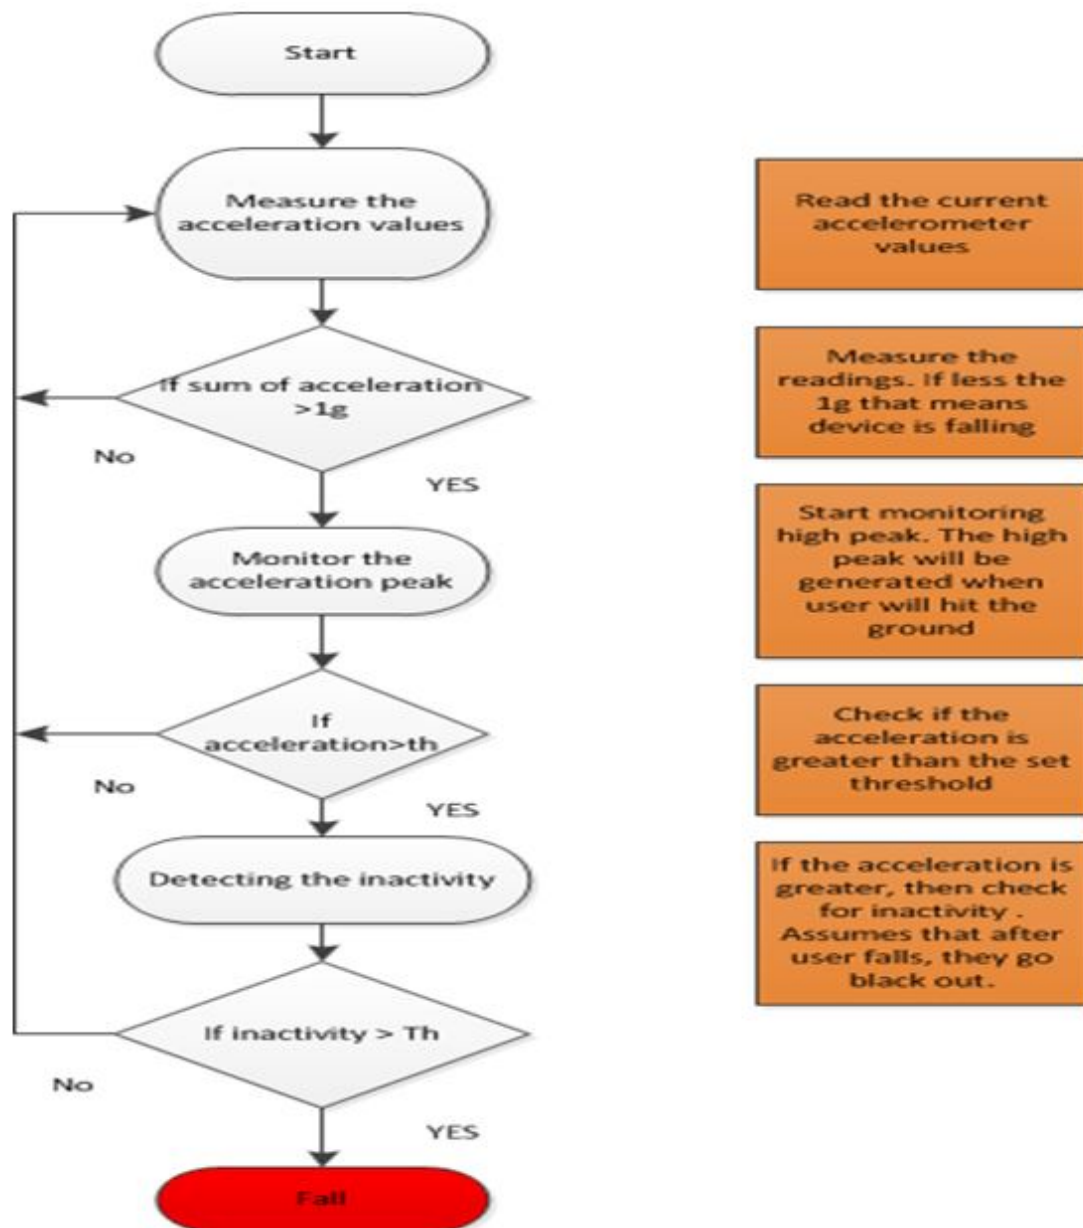 Start
Measure the
acceleration values
Read the current
accelerometer
values
If sum of acceleration
>1g
No
YES
Measure the
readings. If less the
1g that means
device is falling
Monitor the
acceleration peak
Start monitoring
high peak. The high
peak will be
generated when
user will hit the
ground
If
acceleration>th
No
YES
Check if the
acceleration is
greater than the set
threshold
Detecting the inactivity
If the acceleration is
greater, then check
for inactivity .
Assumes that after
user falls, they go
black out.
If inactivity > Th
No
YES
Fall